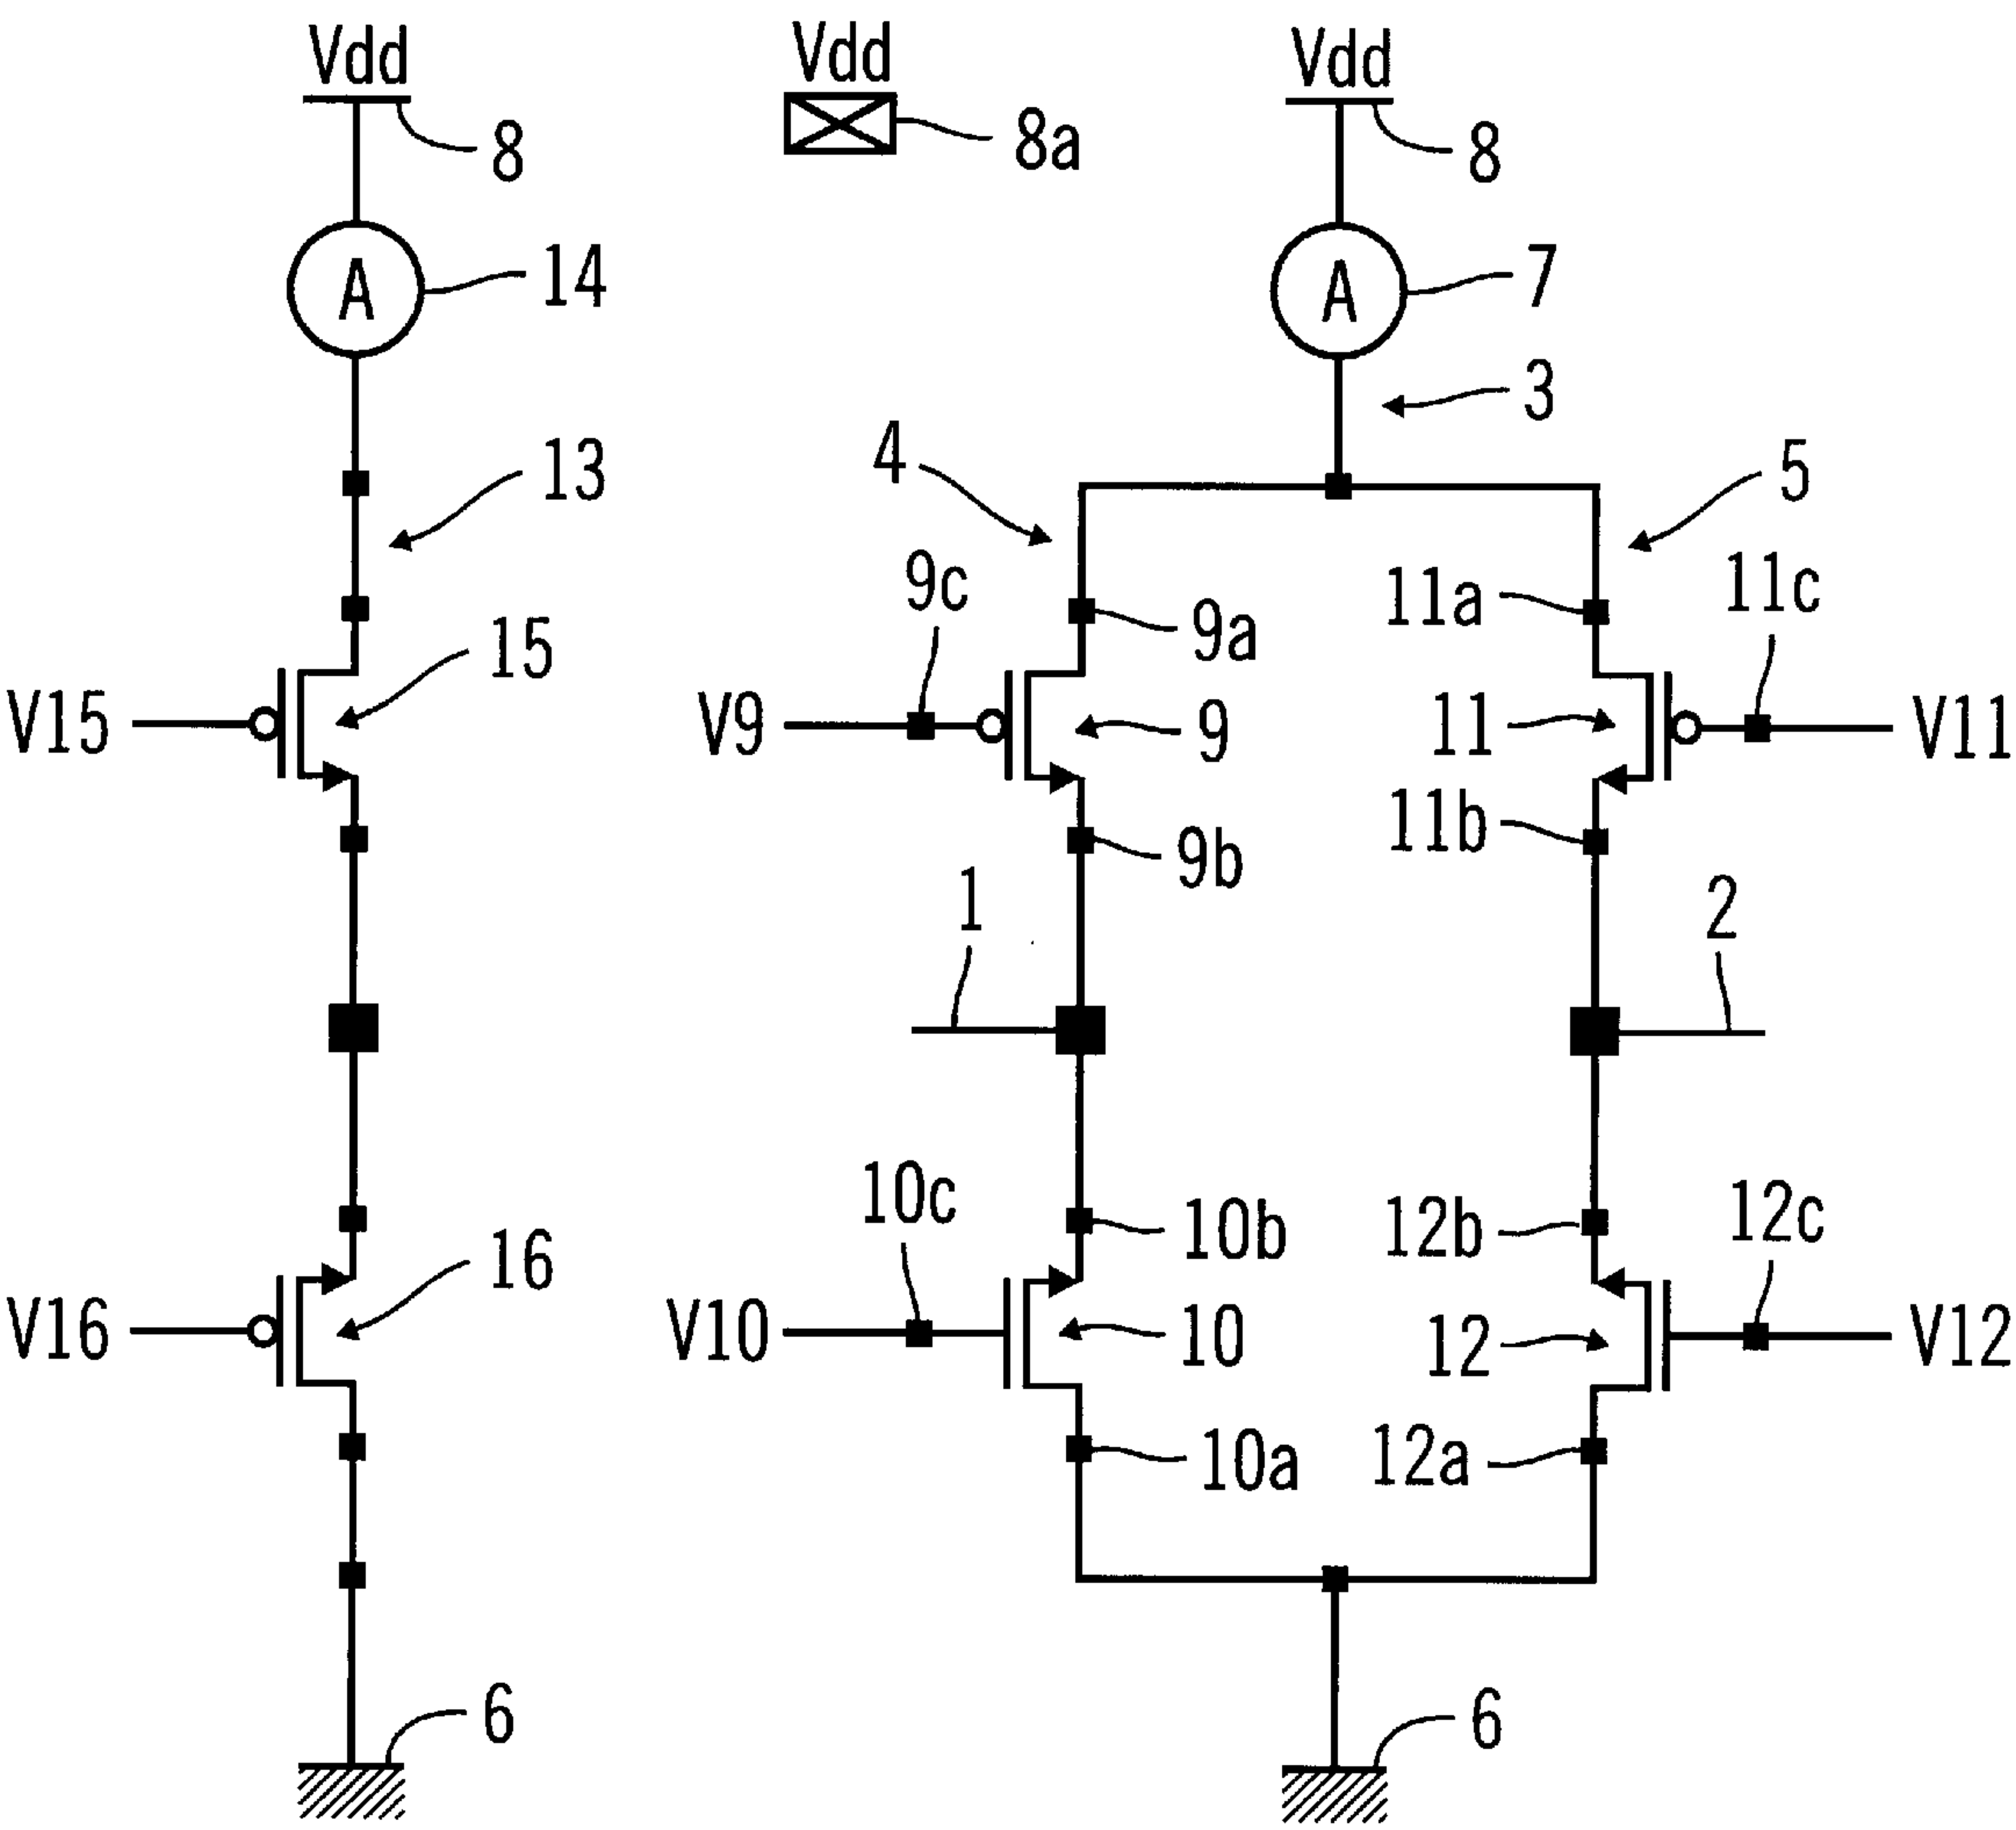 Vdd Vdd Vdd
8 8a 8
A 14 A 7
3
13 4 5
9c 11a 11c
15 9a
V15 V9 9 11 V11
9b 11b
1 2
10c 10b 12b 12c
16
V16 V10 10 12 V12
10a 12a
6 6